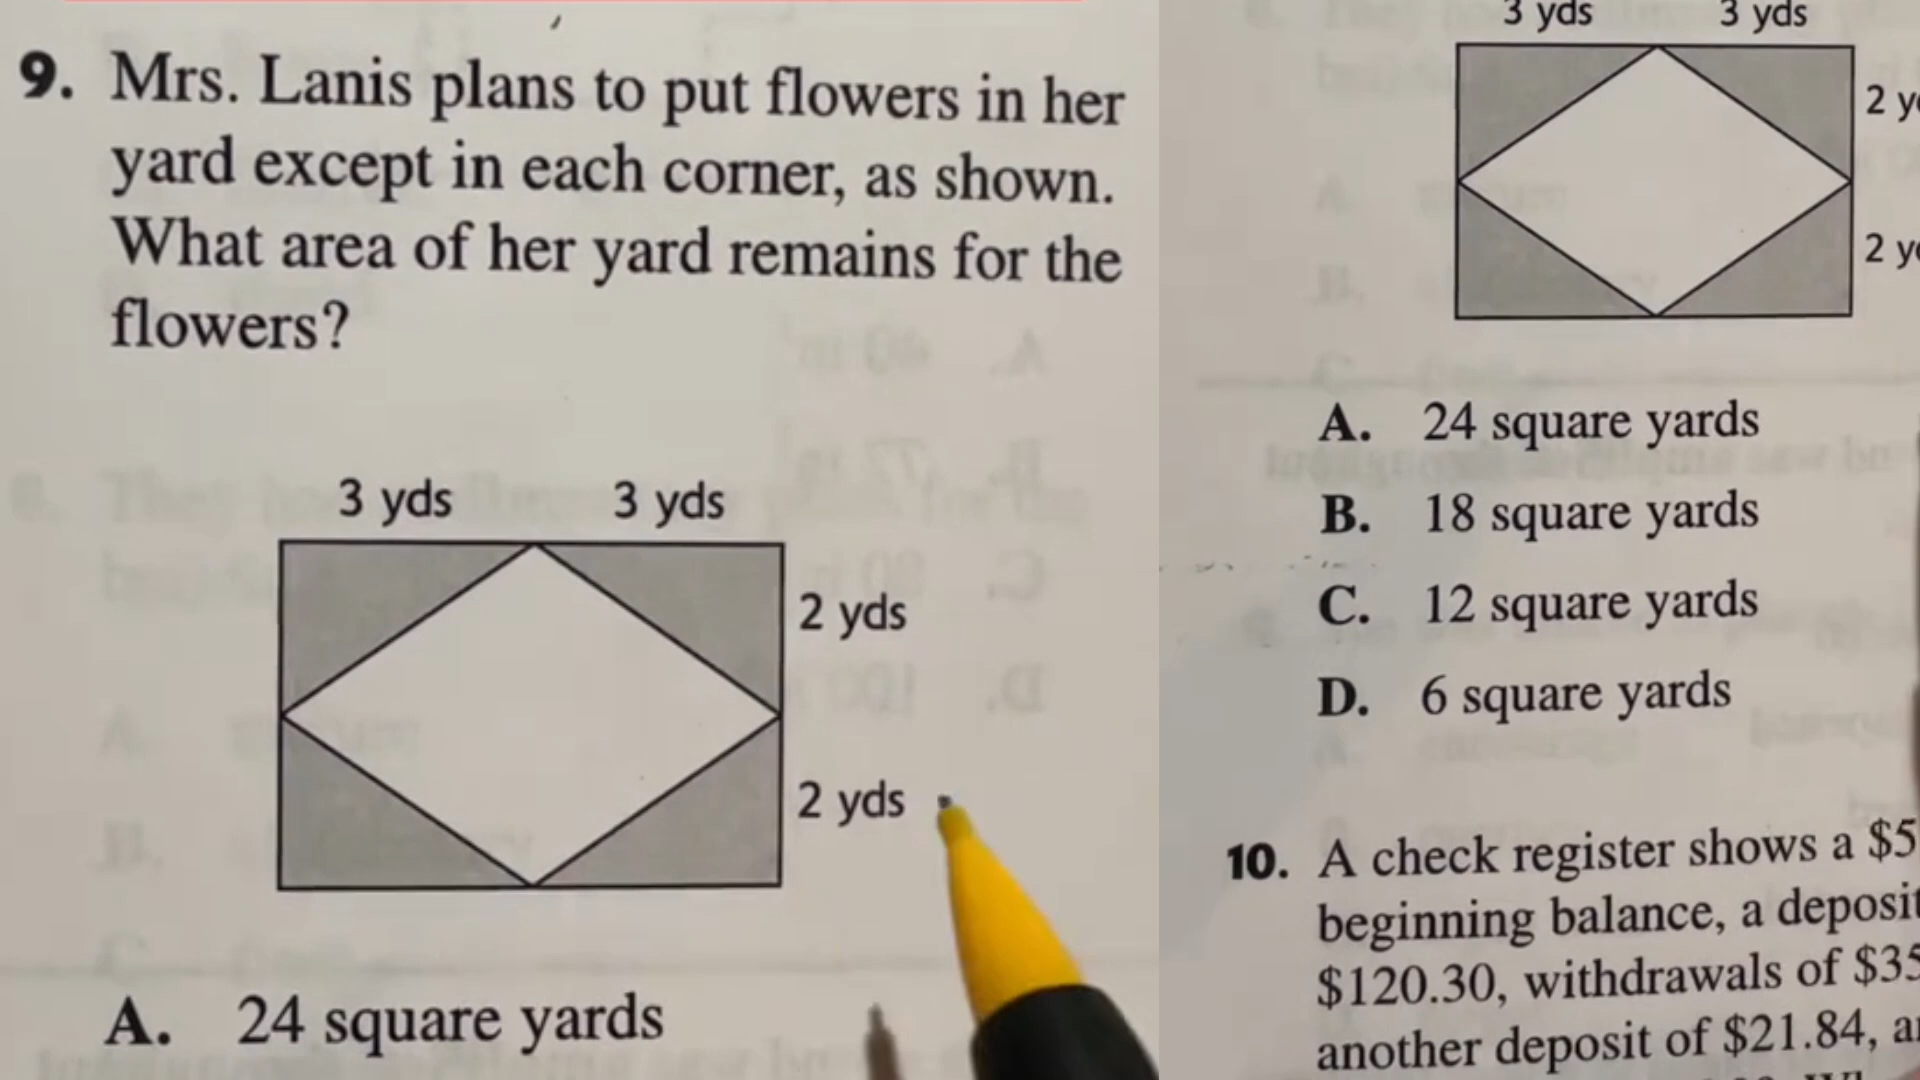 9. Mrs. Lanis plans to put flowers in her
yard except in each corner, as shown.
What area of her yard remains for the
flowers?
3 yds 3 yds
2 yds
2 yds
A. 24 square yards
3 yds 3 yds
2
2
A. 24 square yards
B. 18 square yards
C. 12 square yards
D. 6 square yards
10. A check register shows a $5
beginning balance, a deposit
$120.30, withdrawals of $35
another deposit of $21.84,